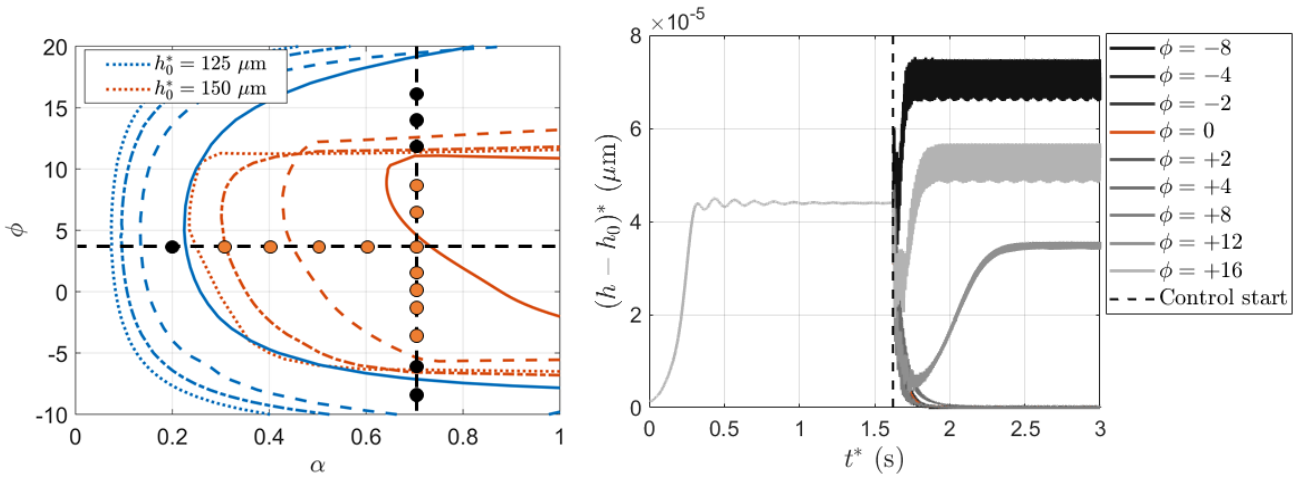 20
15
10
5
0
-5
-10
ϕ
h₀* = 125 μm
h₀* = 150 μm
0
0.2
0.4
0.6
0.8
1
α
×10⁻⁵
8
6
4
2
0
(h − h₀)* (μm)
0
0.5
1
1.5
2
2.5
3
t* (s)
ϕ = −8
ϕ = −4
ϕ = −2
ϕ = 0
ϕ = +2
ϕ = +4
ϕ = +8
ϕ = +12
ϕ = +16
Control start